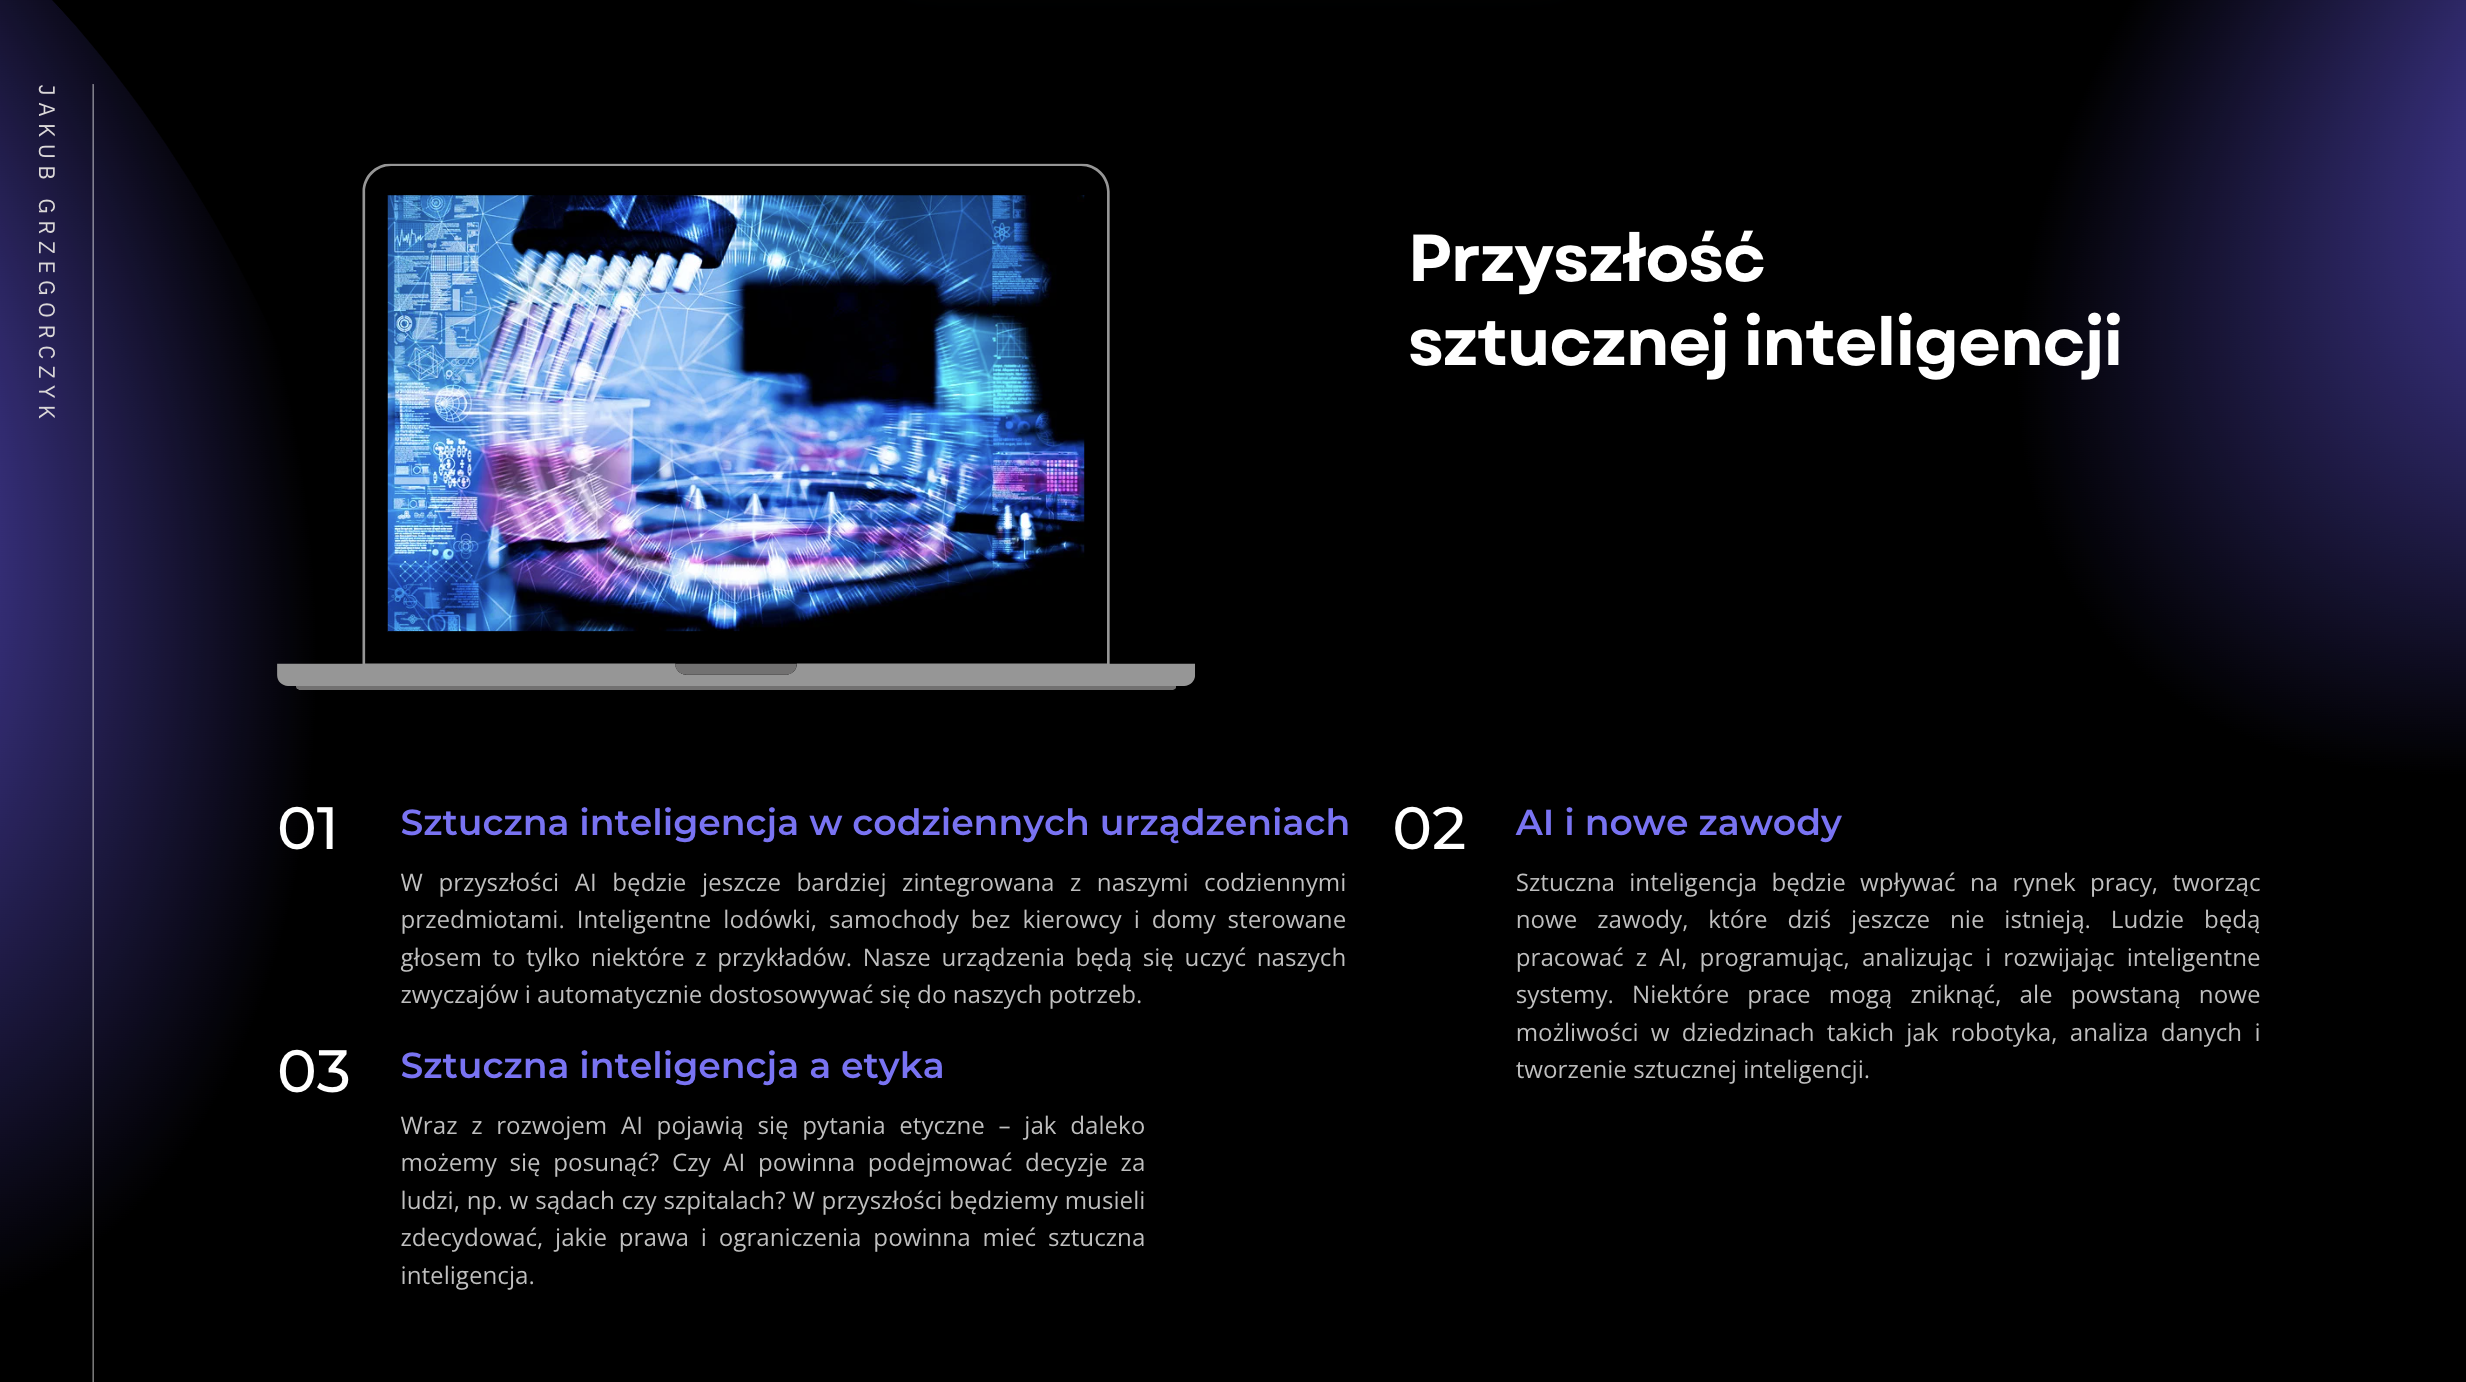 JAKUB GRZEGORCZYK
Przyszłość
sztucznej inteligencji
01
Sztuczna inteligencja w codziennych urządzeniach
W przyszłości AI będzie jeszcze bardziej zintegrowana z naszymi codziennymi
przedmiotami. Inteligentne lodówki, samochody bez kierowcy i domy sterowane
głosem to tylko niektóre z przykładów. Nasze urządzenia będą się uczyć naszych
zwyczajów i automatycznie dostosowywać się do naszych potrzeb.
02
AI i nowe zawody
Sztuczna inteligencja będzie wpływać na rynek pracy, tworząc
nowe zawody, które dziś jeszcze nie istnieją. Ludzie będą
pracować z AI, programując, analizując i rozwijając inteligentne
systemy. Niektóre prace mogą zniknąć, ale powstaną nowe
możliwości w dziedzinach takich jak robotyka, analiza danych i
tworzenie sztucznej inteligencji.
03
Sztuczna inteligencja a etyka
Wraz z rozwojem AI pojawią się pytania etyczne – jak daleko
możemy się posunąć? Czy AI powinna podejmować decyzje za
ludzi, np. w sądach czy szpitalach? W przyszłości będziemy musieli
zdecydować, jakie prawa i ograniczenia powinna mieć sztuczna
inteligencja.